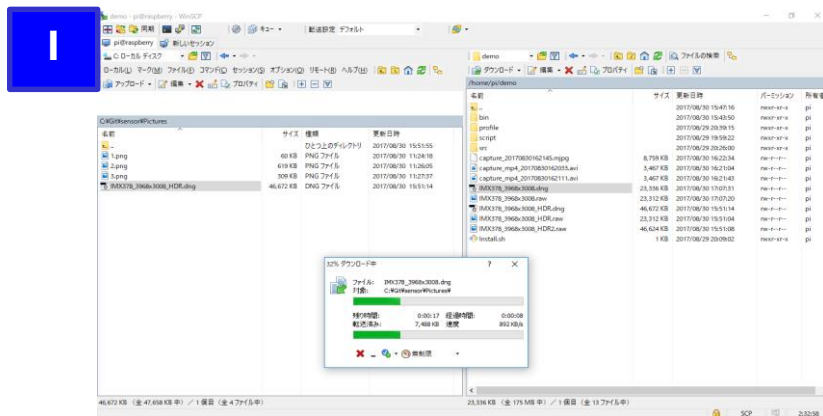 I
demo - pi@raspberry - WinSCP
同期
キュー
転送設定 デフォルト
pi@raspberry 新しいセッション
C: ローカル ディスク
demo
ファイルの検索
ローカル(L) マーク(M) ファイル(F) コマンド(C) セッション(S) オプション(O) リモート(R) ヘルプ(H)
ダウンロード 編集 プロパティ
アップロード 編集 プロパティ
/home/pi/demo
名前 サイズ 更新日時 パーミッション 所有者
..
2017/08/30 15:47:16 rwxr-xr-x pi
bin 2017/08/30 15:43:50 rwxr-xr-x pi
profile 2017/08/29 20:39:15 rwxr-xr-x pi
script 2017/08/29 19:59:22 rwxr-xr-x pi
src 2017/08/29 20:26:00 rwxr-xr-x pi
capture_20170830162145.mjpg 8,759 KB 2017/08/30 16:22:34 rw-r--r-- pi
capture_mp4_20170830162033.avi 3,467 KB 2017/08/30 16:21:04 rw-r--r-- pi
capture_mp4_20170830162111.avi 3,467 KB 2017/08/30 16:21:43 rw-r--r-- pi
IMX378_3968x3008.dng 23,336 KB 2017/08/30 17:07:31 rw-r--r-- pi
IMX378_3968x3008.raw 23,312 KB 2017/08/30 17:07:20 rw-r--r-- pi
IMX378_3968x3008_HDR.dng 46,672 KB 2017/08/30 15:51:14 rw-r--r-- pi
IMX378_3968x3008_HDR.raw 23,312 KB 2017/08/30 15:51:04 rw-r--r-- pi
IMX378_3968x3008_HDR2.raw 46,624 KB 2017/08/30 15:51:08 rw-r--r-- pi
Install.sh 1 KB 2017/08/29 20:09:02 rwxr-xr-x pi
C:¥Git¥sensor¥Pictures
名前 サイズ 種類 更新日時
..
ひとつ上のディレクトリ 2017/08/30 15:51:55
1.png 60 KB PNG ファイル 2017/08/30 11:24:18
2.png 619 KB PNG ファイル 2017/08/30 11:26:05
3.png 309 KB PNG ファイル 2017/08/30 11:27:37
IMX378_3968x3008_HDR.dng 46,672 KB DNG ファイル 2017/08/30 15:51:14
32% ダウンロード中 ? ×
ファイル: IMX378_3968x3008.dng
対象: C:¥Git¥sensor¥Pictures¥
残り時間: 0:00:17 経過時間: 0:00:08
転送済み: 7,488 KB 速度 892 KB/s
無制限
46,672 KB (全 47,658 KB 中) / 1 個目 (全 4 ファイル中)
23,336 KB (全 175 MB 中) / 1 個目 (全 13 ファイル中)
SCP 2:32:58